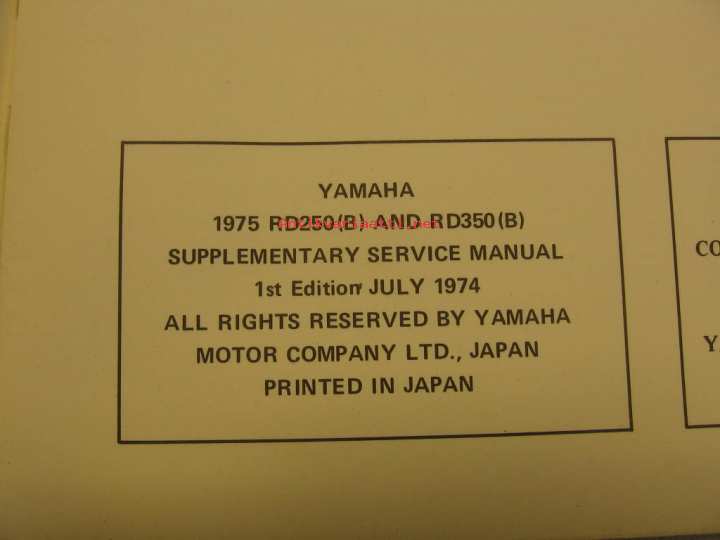 YAMAHA
1975 RD250(B) AND RD350(B)
SUPPLEMENTARY SERVICE MANUAL
1st Edition JULY 1974
ALL RIGHTS RESERVED BY YAMAHA
MOTOR COMPANY LTD., JAPAN
PRINTED IN JAPAN
CO
Y